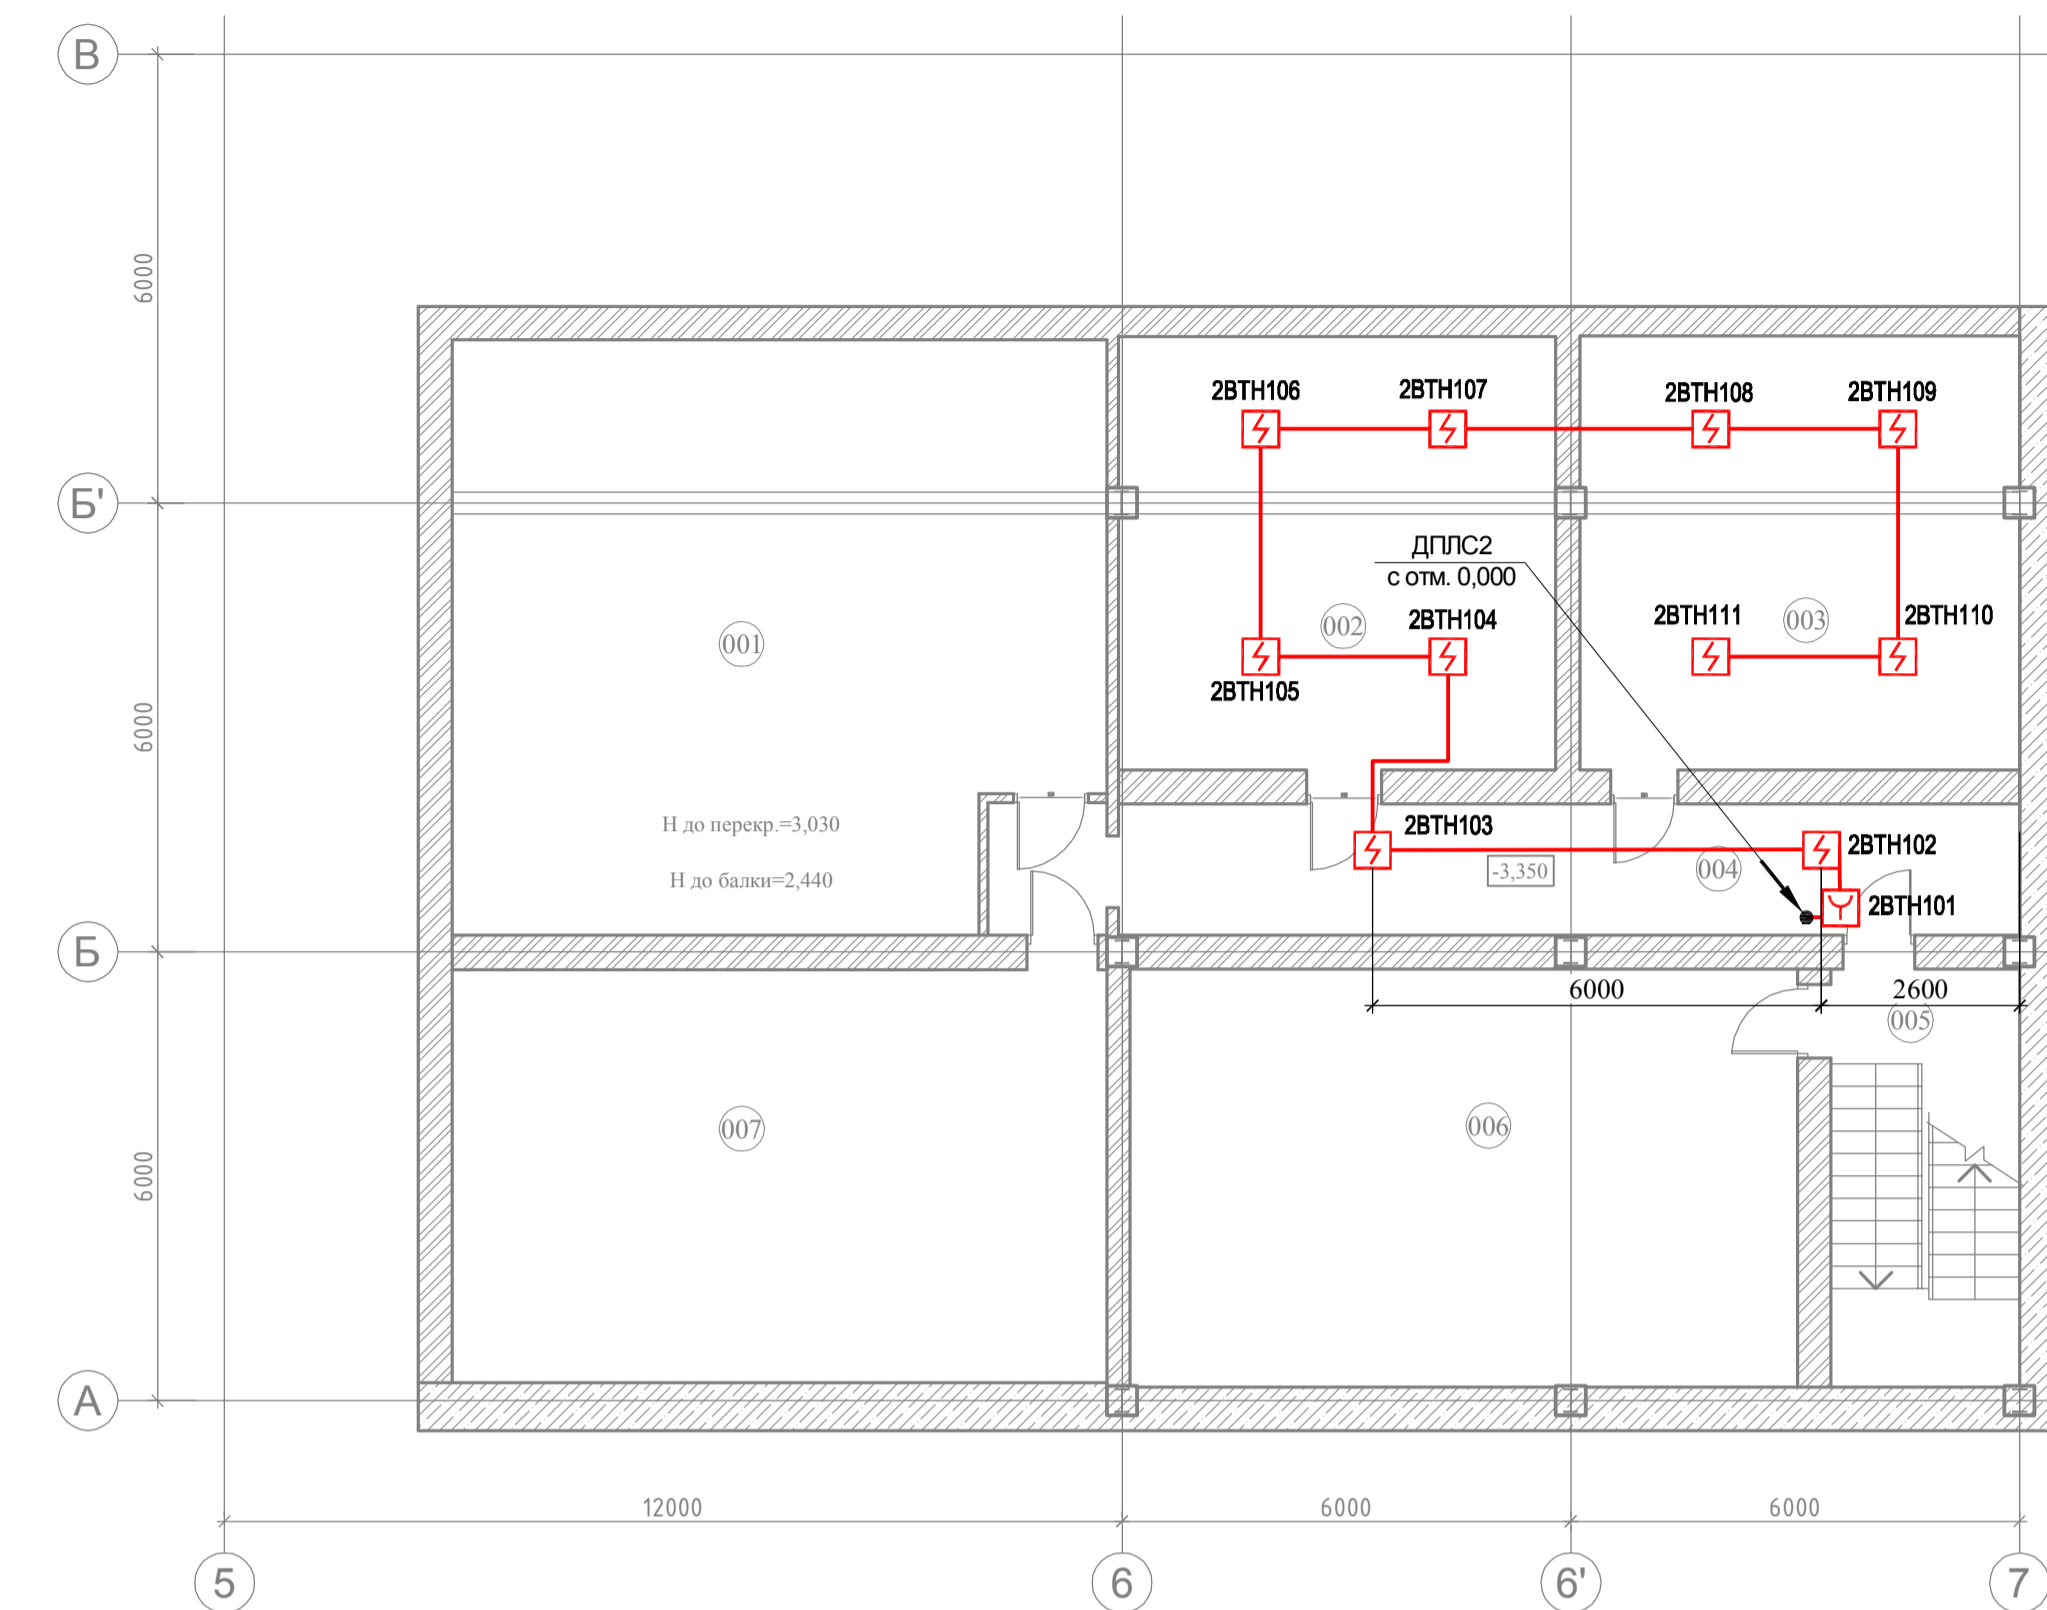 В
6000
2ВТН106
2ВТН107
2ВТН108
2ВТН109
Б'
ДПЛС2
с отм. 0,000
002
2ВТН104
2ВТН111
003
2ВТН110
001
2ВТН105
6000
Н до перекр.=3,030
2ВТН103
2ВТН102
-3,350
004
Н до балки=2,440
2ВТН101
Б
6000
2600
005
007
006
6000
А
12000
6000
6000
5
6
6'
7